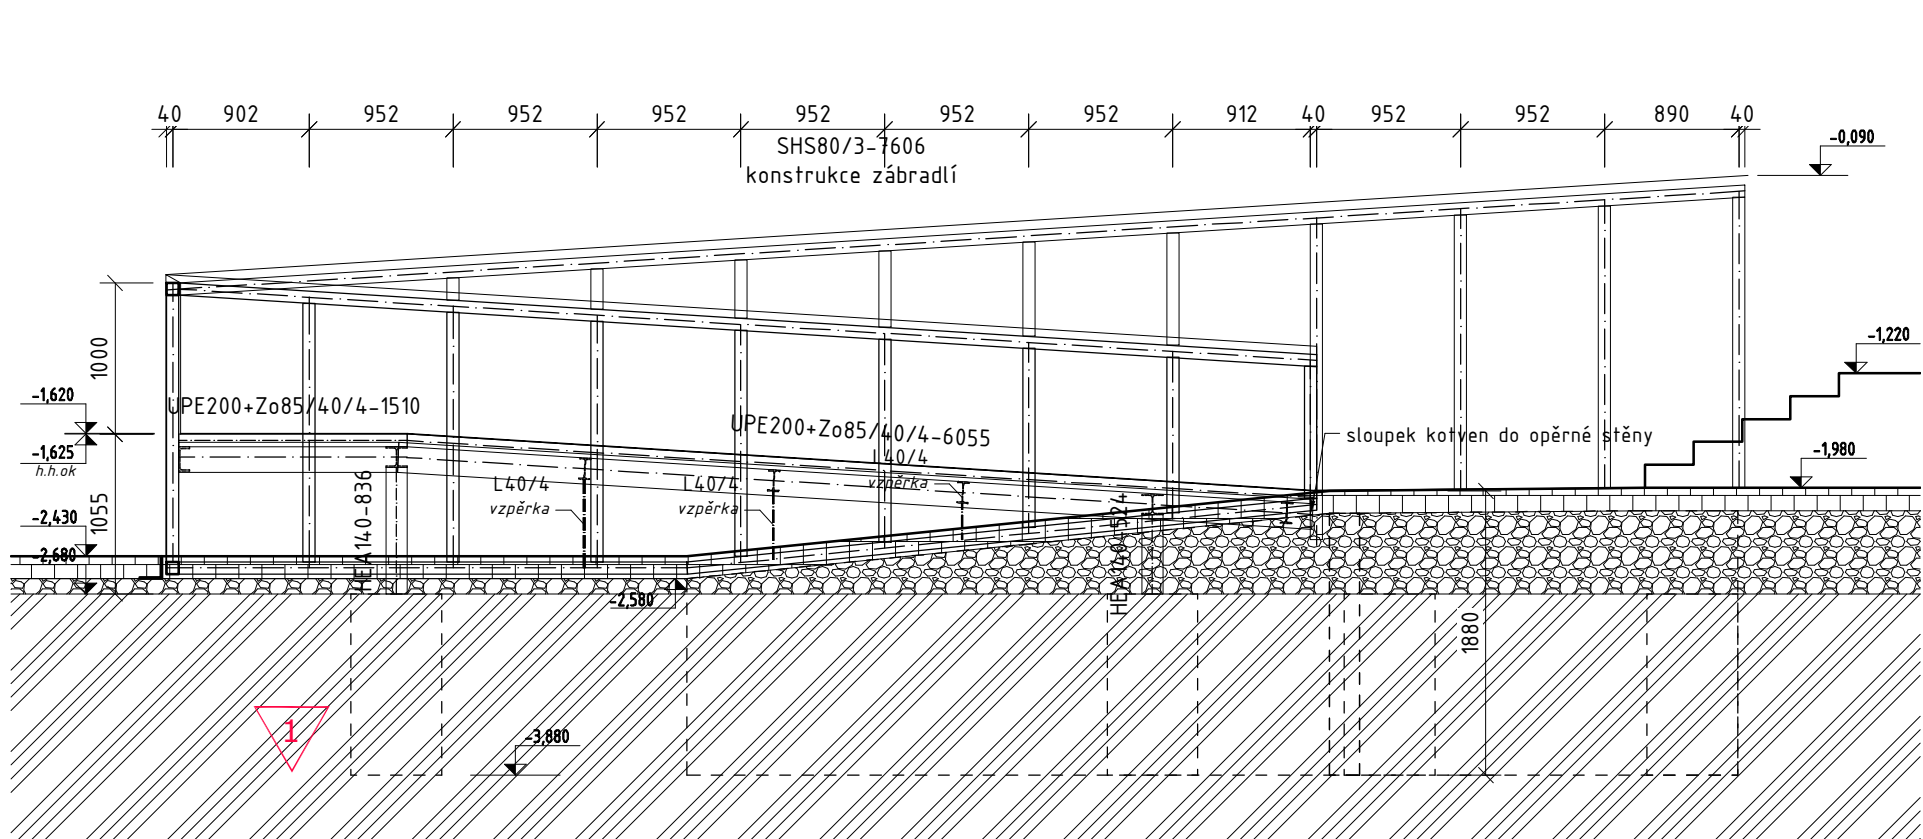 40 902 952 952 952 952 952 952 912 40 952 952 890 40
SHS80/3-7606
konstrukce zábradlí
-0,090
-1,220
1000
-1,620
UPE200+Zo85/40/4-1510
UPE200+Zo85/40/4-6055
sloupek kotven do opěrné stěny
-1,625
h.h.ok
-1,980
L40/4
vzpěrka
L40/4
vzpěrka
L40/4
vzpěrka
HEA140-836
HEA140-524
1055
-2,430
-2,680
-2,580
1880
1
-3,880